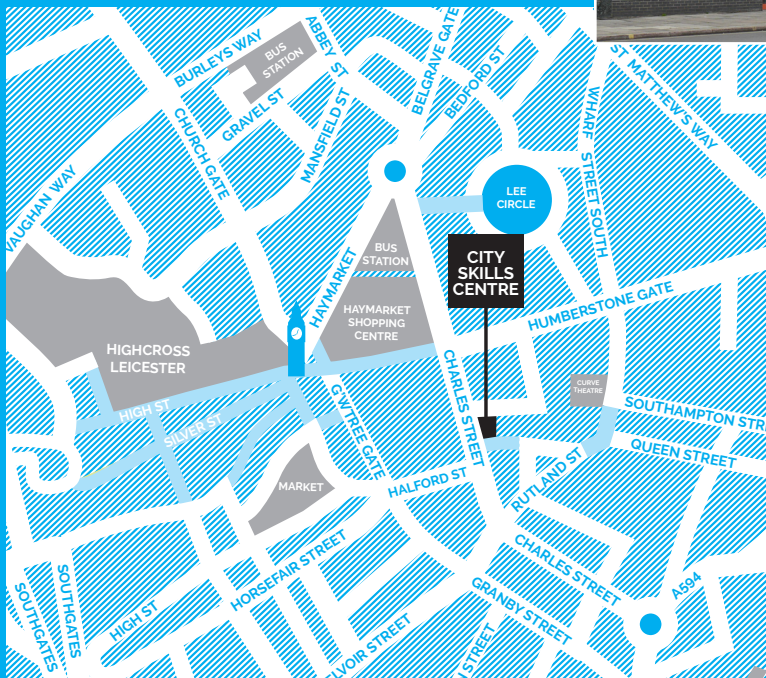 BURLEYS WAY
BUS
STATION
ABBEY ST
BELGRAVE GATE
BEDFORD ST
ST MATTHEW'S WAY
GRAVEL ST
CHURCH GATE
MANSFIELD ST
WHARF STREET SOUTH
VAUGHAN WAY
LEE
CIRCLE
BUS
STATION
CITY
SKILLS
CENTRE
HAYMARKET
HAYMARKET
SHOPPING
CENTRE
HUMBERSTONE GATE
HIGHCROSS
LEICESTER
CHARLES STREET
CURVE
THEATRE
HIGH ST
SILVER ST
G'WTREE GATE
SOUTHAMPTON
QUEEN STREET
MARKET
HALFORD ST
RUTLAND ST
HORSEFAIR STREET
CHARLES STREET
A594
SOUTHGATES
SOUTHGATES
HIGH ST
GRANBY STREET
STREET
STREET